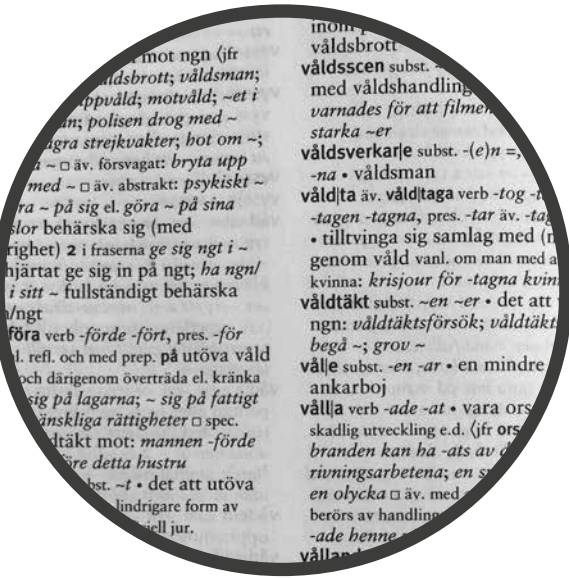 mot ngn (jfr
våldsman;
motvåld; ~et i
polisen drog med ~
strejkvakter; hot om ~;
~ □ äv. försvagat: bryta upp
med ~ □ äv. abstrakt: psykiskt ~
~ på sig el. göra ~ på sina
behärska sig (med
2 i fraserna ge sig ngt i ~
hjärtat ge sig in på ngt; ha ngn/
i sitt ~ fullständigt behärska
/ngt
föra verb -förde -fört, pres. -för
refl. och med prep. på utöva våld
och därigenom överträda el. kränka
sig på lagarna; ~ sig på fattigt
rättigheter □ spec.
mot: mannen -förde
detta hustru
~t • det att utöva
lindrigare form av
jur.
våldsbrott
våldsscen subst.
med våldshandling
varnades för att filmen
starka ~er
våldsverkar|e subst. -(e)n =,
-na • våldsman
våld|ta äv. våld|taga verb -tog
-tagen -tagna, pres. -tar äv.
• tilltvinga sig samlag med
genom våld vanl. om man med
kvinna: krisjour för -tagna
våldtäkt subst. ~en ~er • det att
ngn: våldtäktsförsök;
begå ~; grov ~
vål|e subst. -en -ar • en mindre
ankarboj
våll|a verb -ade -at • vara
skadlig utveckling e.d. (jfr
branden kan ha -ats av
rivningsarbetena; en
en olycka □ äv. med
berörs av
-ade henne